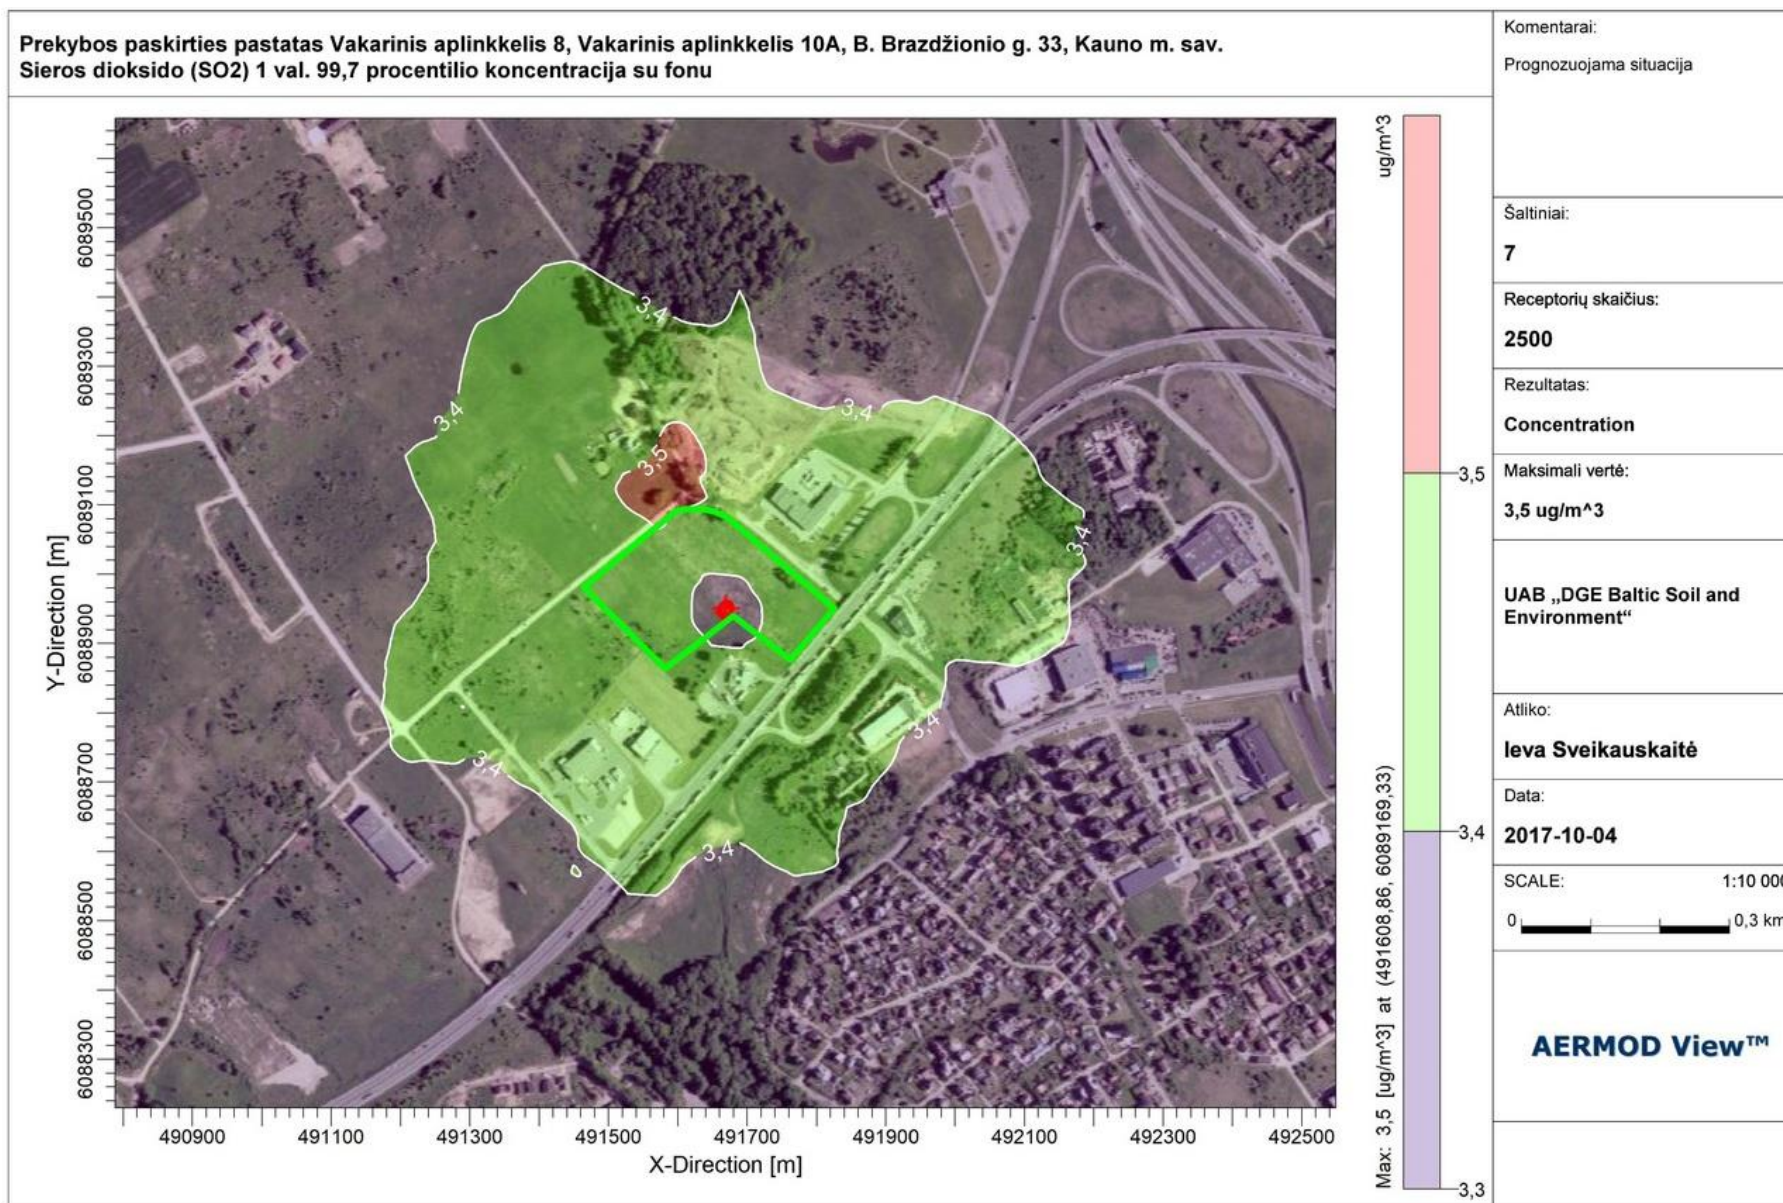 Prekybos paskirties pastatas Vakarinis aplinkkelis 8, Vakarinis aplinkkelis 10A, B. Brazdžionio g. 33, Kauno m. sav.
Sieros dioksido (SO2) 1 val. 99,7 procentilio koncentracija su fonu
Y-Direction [m]
6089500
6089300
6089100
6088900
6088700
6088500
6088300
3,4
3,4
3,4
3,5
3,4
3,4
3,4
3,4
490900
491100
491300
491500
491700
491900
492100
492300
492500
X-Direction [m]
ug/m^3
3,5
3,4
3,3
Max: 3,5 [ug/m^3] at (491608,86, 6089169,33)
Komentarai:
Prognozuojama situacija
Šaltiniai:
7
Receptorių skaičius:
2500
Rezultatas:
Concentration
Maksimali vertė:
3,5 ug/m^3
UAB „DGE Baltic Soil and
Environment“
Atliko:
Ieva Sveikauskaitė
Data:
2017-10-04
SCALE:
1:10 000
0
0,3 km
AERMOD View™